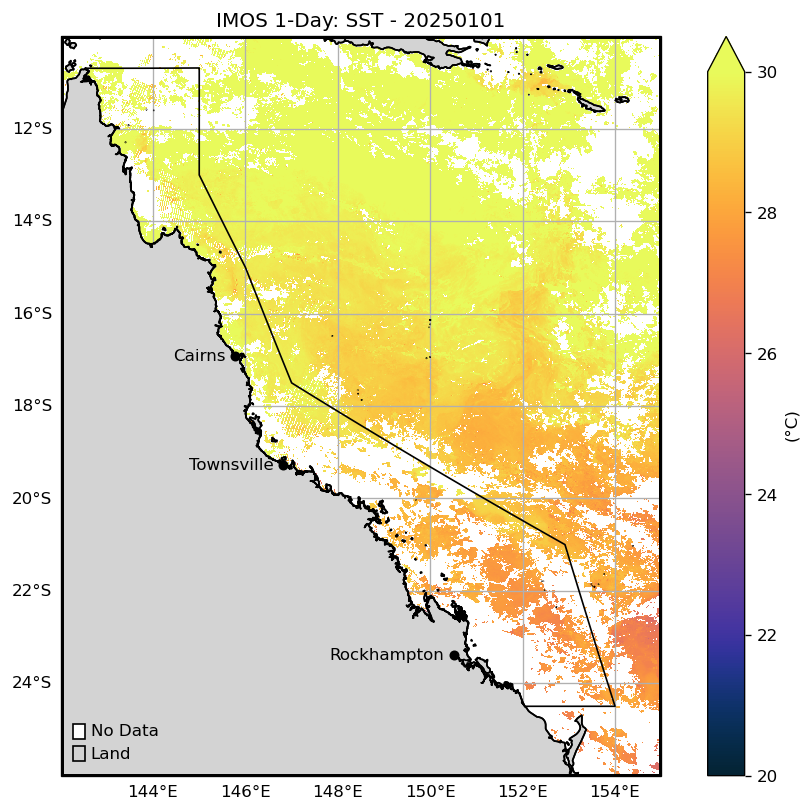 IMOS 1-Day: SST - 20250101
12°S
14°S
16°S
18°S
20°S
22°S
24°S
Cairns
Townsville
Rockhampton
No Data
Land
144°E
146°E
148°E
150°E
152°E
154°E
30
28
26
24
22
20
(°C)